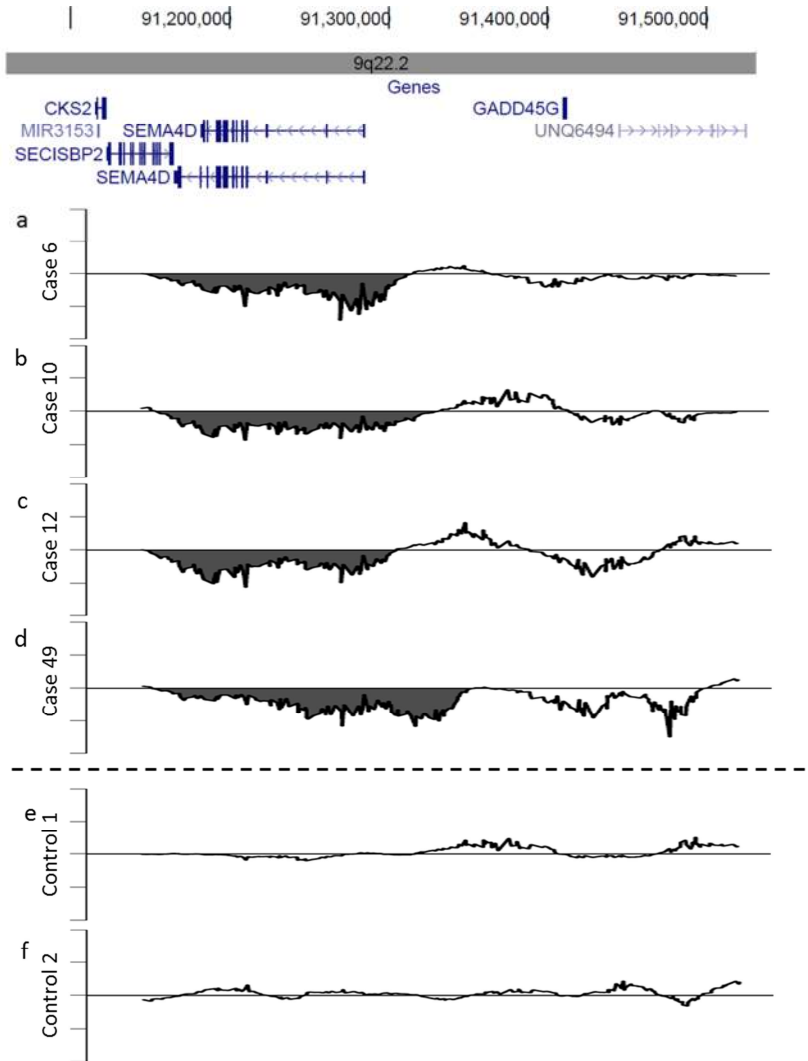 91,200,000 91,300,000 91,400,000 91,500,000
9q22.2
Genes
CKS2 GADD45G
MIR3153 SEMA4D UNQ6494
SECISBP2
SEMA4D
a
Case 6
b
Case 10
c
Case 12
d
Case 49
e
Control 1
f
Control 2